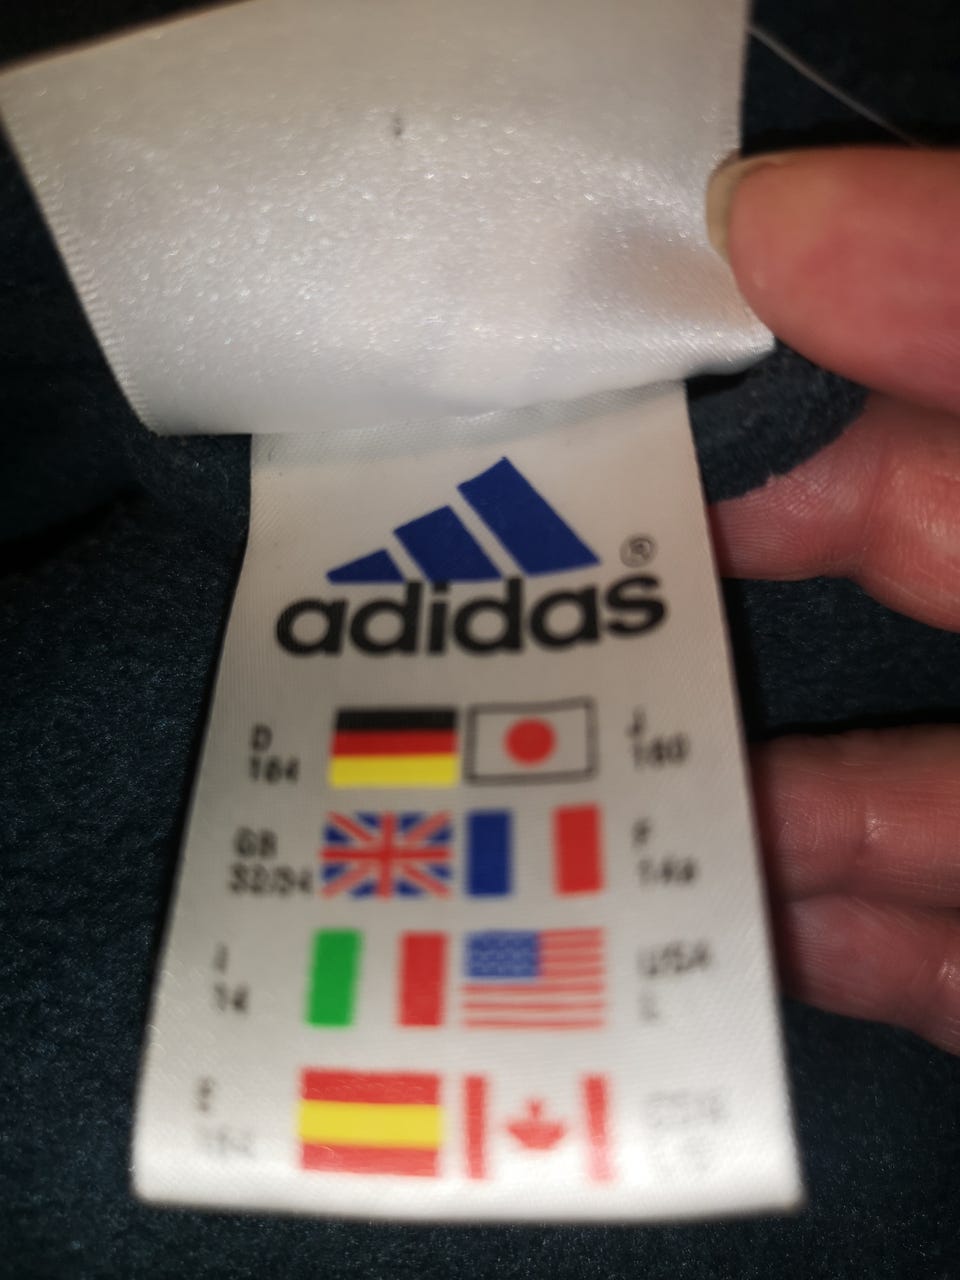 adidas®
D J
164 160
GB F
32/34 14a
I USA
14 L
E